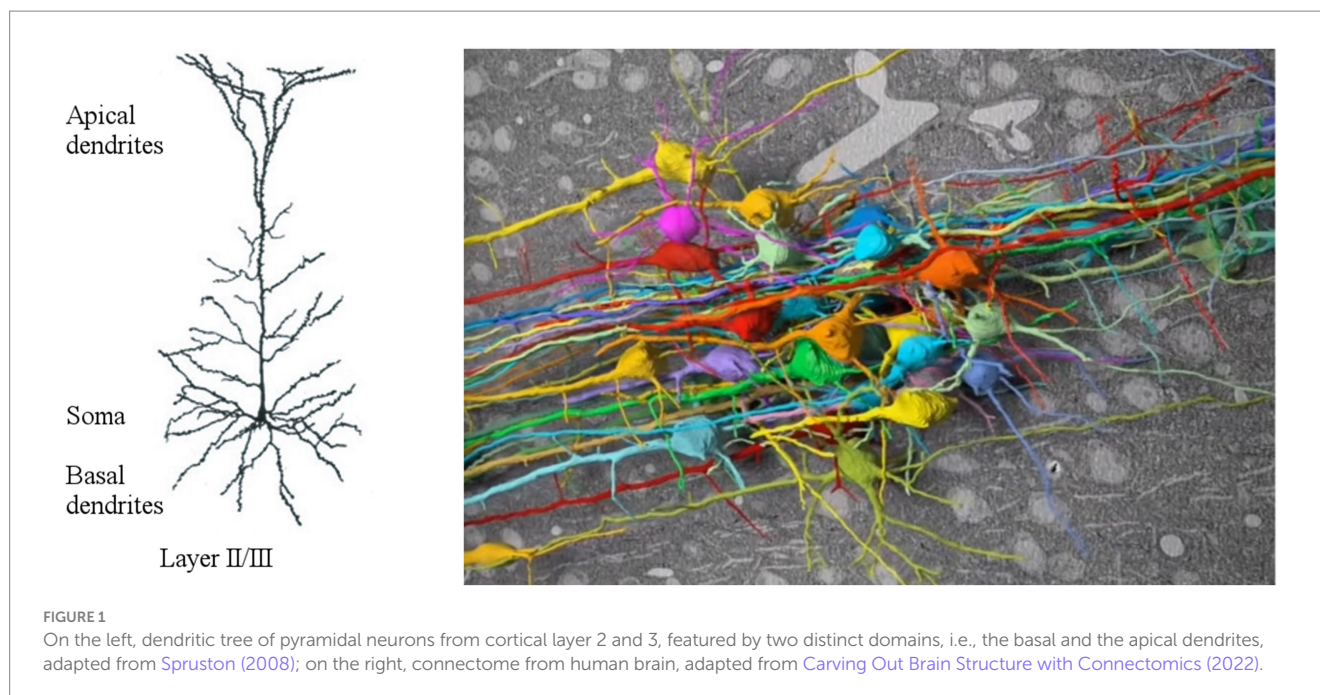 Apical
dendrites
Soma
Basal
dendrites
Layer II/III
FIGURE 1
On the left, dendritic tree of pyramidal neurons from cortical layer 2 and 3, featured by two distinct domains, i.e., the basal and the apical dendrites,
adapted from Spruston (2008); on the right, connectome from human brain, adapted from Carving Out Brain Structure with Connectomics (2022).